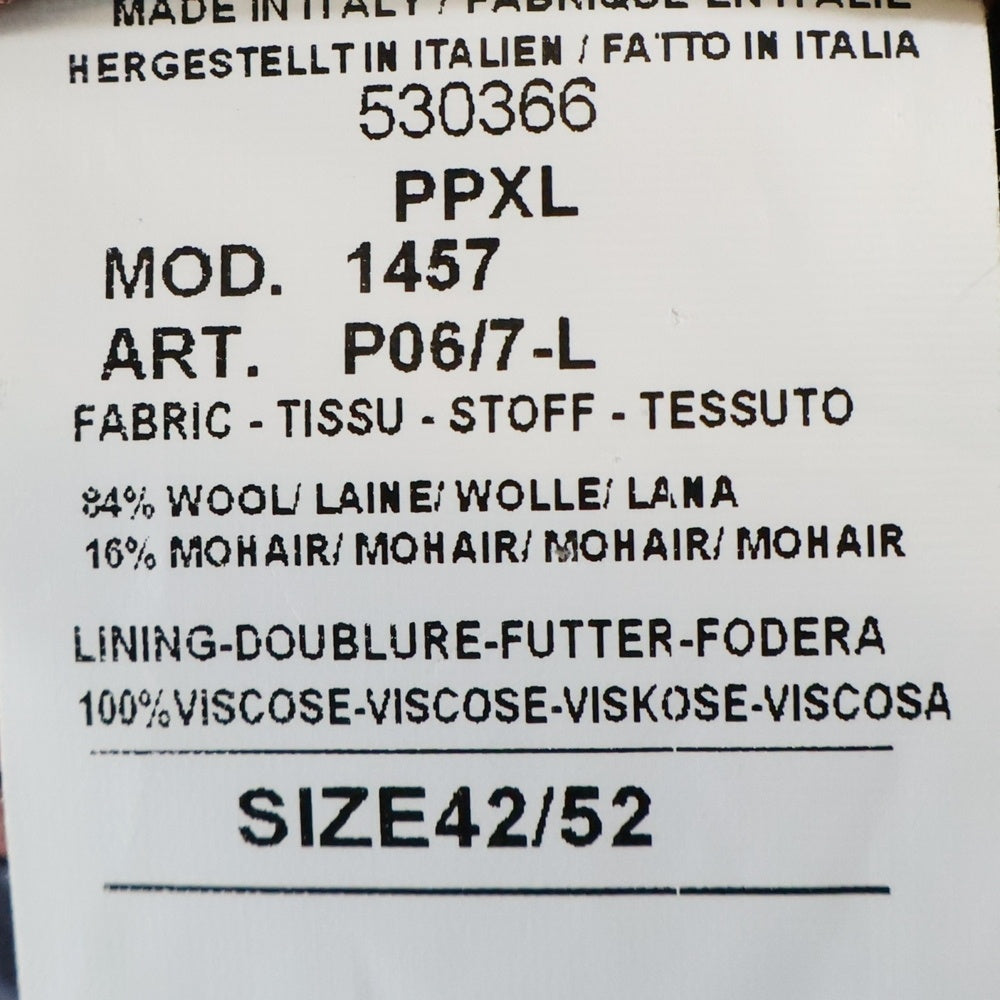 MADE IN ITALY / FABRIQUÉ EN ITALIE
HERGESTELLT IN ITALIEN / FATTO IN ITALIA
530366
PPXL
MOD. 1457
ART. P06/7-L
FABRIC - TISSU - STOFF - TESSUTO
84% WOOL/ LAINE/ WOLLE/ LANA
16% MOHAIR/ MOHAIR/ MOHAIR/ MOHAIR
LINING-DOUBLURE-FUTTER-FODERA
100%VISCOSE-VISCOSE-VISKOSE-VISCOSA
SIZE42/52